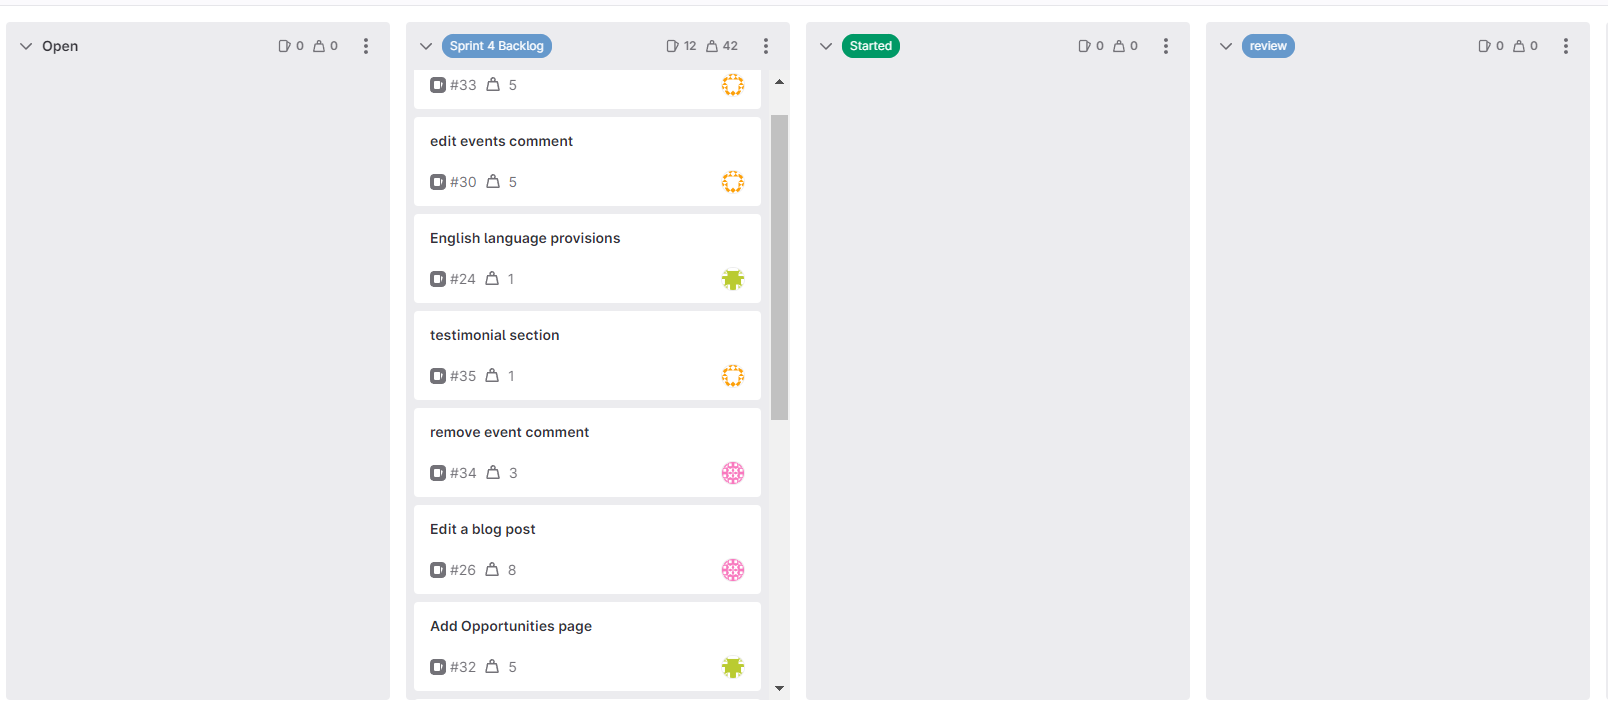 Open 0 0
Sprint 4 Backlog 12 42
#33 5
edit events comment
#30 5
English language provisions
#24 1
testimonial section
#35 1
remove event comment
#34 3
Edit a blog post
#26 8
Add Opportunities page
#32 5
Started 0 0
review 0 0